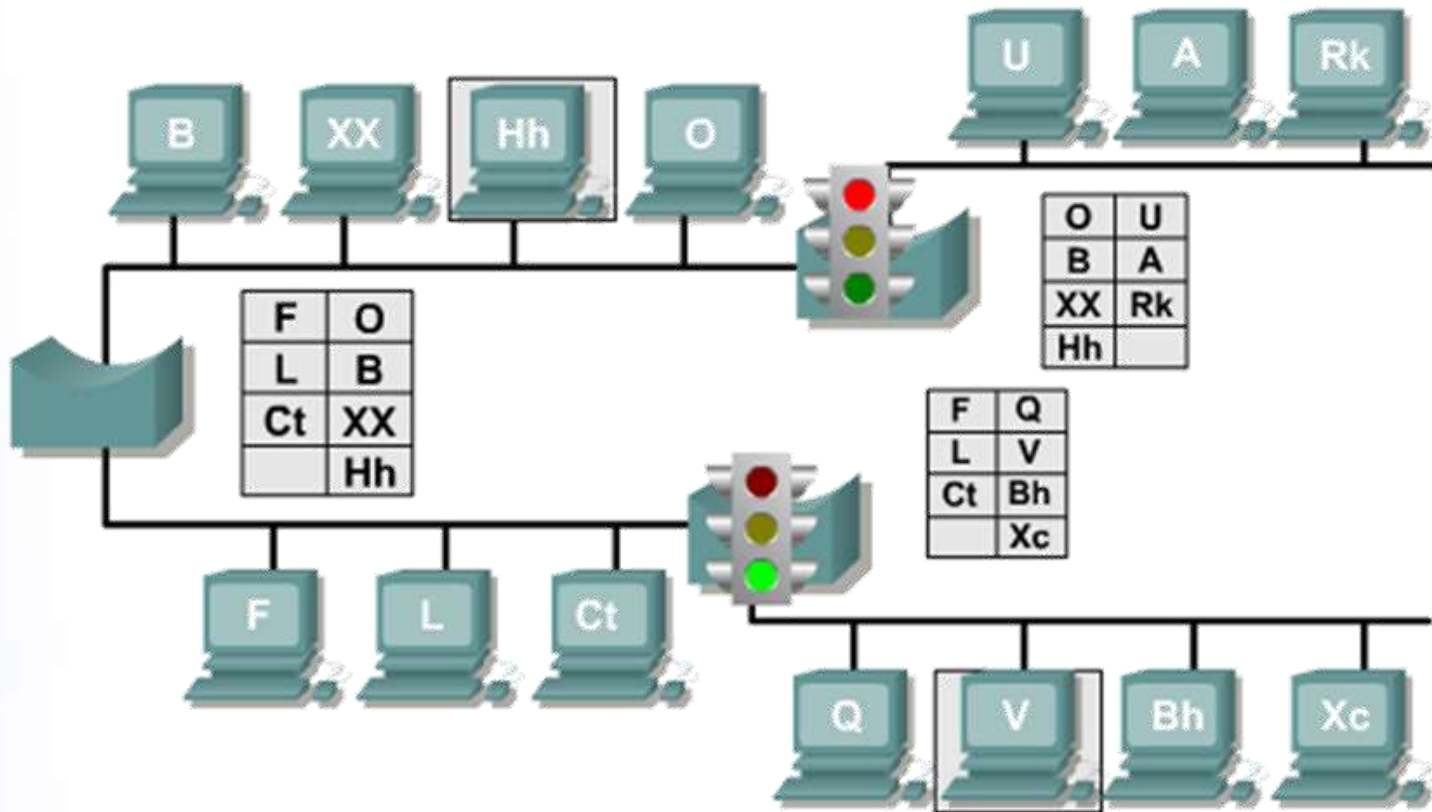 U A Rk
B XX Hh O
O U
B A
XX Rk
Hh
F O
L B
Ct XX
Hh
F Q
L V
Ct Bh
Xc
F L Ct
Q V Bh Xc